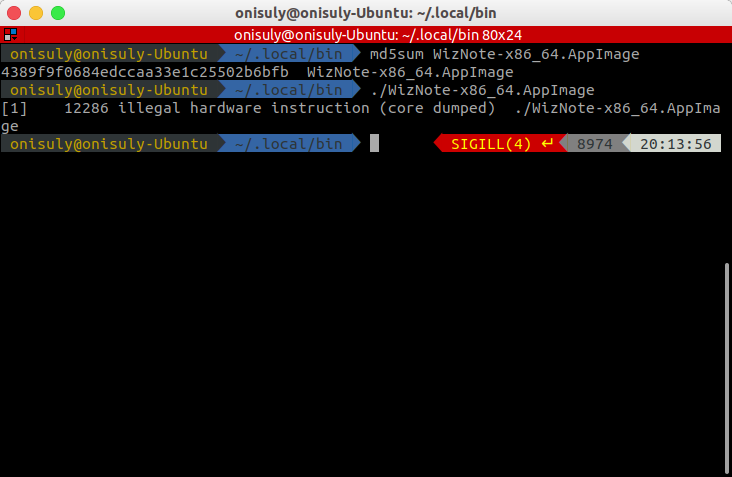 onisuly@onisuly-Ubuntu: ~/.local/bin
onisuly@onisuly-Ubuntu: ~/.local/bin 80x24
onisuly@onisuly-Ubuntu ~/.local/bin md5sum WizNote-x86_64.AppImage
4389f9f0684edccaa33e1c25502b6bfb  WizNote-x86_64.AppImage
onisuly@onisuly-Ubuntu ~/.local/bin ./WizNote-x86_64.AppImage
[1]    12286 illegal hardware instruction (core dumped)  ./WizNote-x86_64.AppIma
ge
onisuly@onisuly-Ubuntu ~/.local/bin SIGILL(4) ↵ 8974 20:13:56